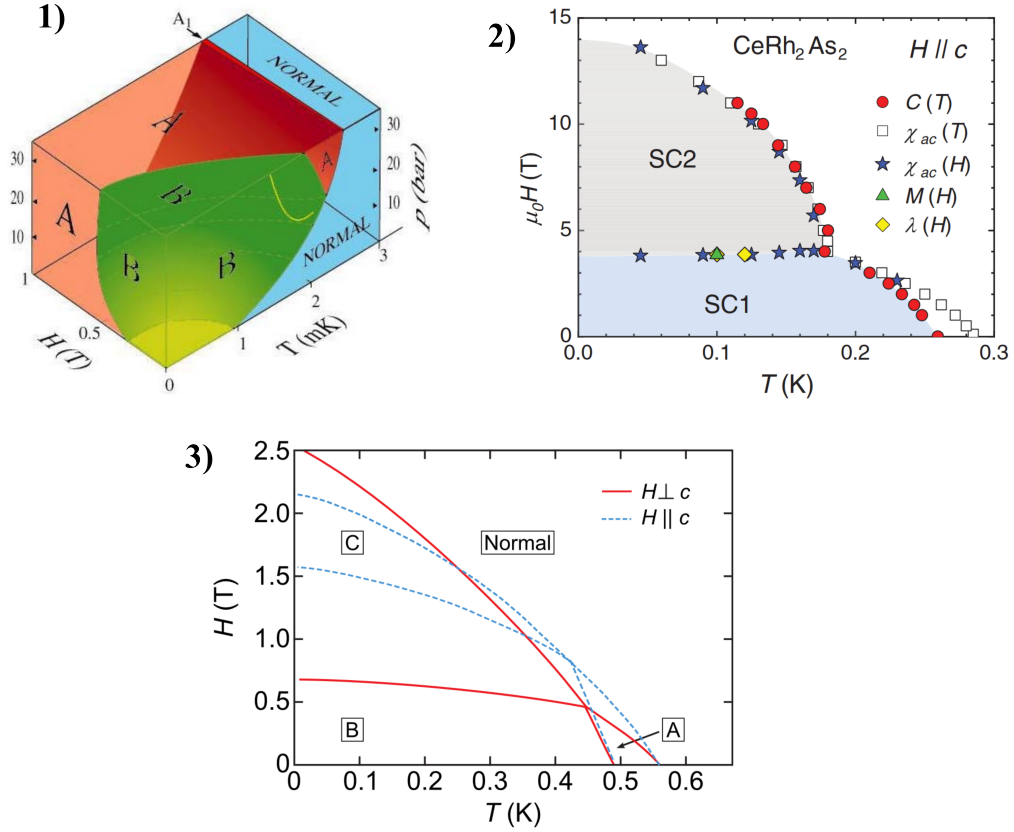 1)
A₁
NORMAL
A
30
20
10
A
B
A
B
B
NORMAL
30
20
10
p (bar)
1
0.5
H (T)
0
1
2
3
T (mK)
2)
CeRh₂As₂ H // c
C (T)
χ ac (T)
χ ac (H)
M (H)
λ (H)
SC2
SC1
15
10
5
0
μ₀H (T)
0.0 0.1 0.2 0.3
T (K)
3)
2.5
2.0
1.5
1.0
0.5
0
H (T)
H ⊥ c
H || c
C
Normal
B
A
0 0.1 0.2 0.3 0.4 0.5 0.6
T (K)